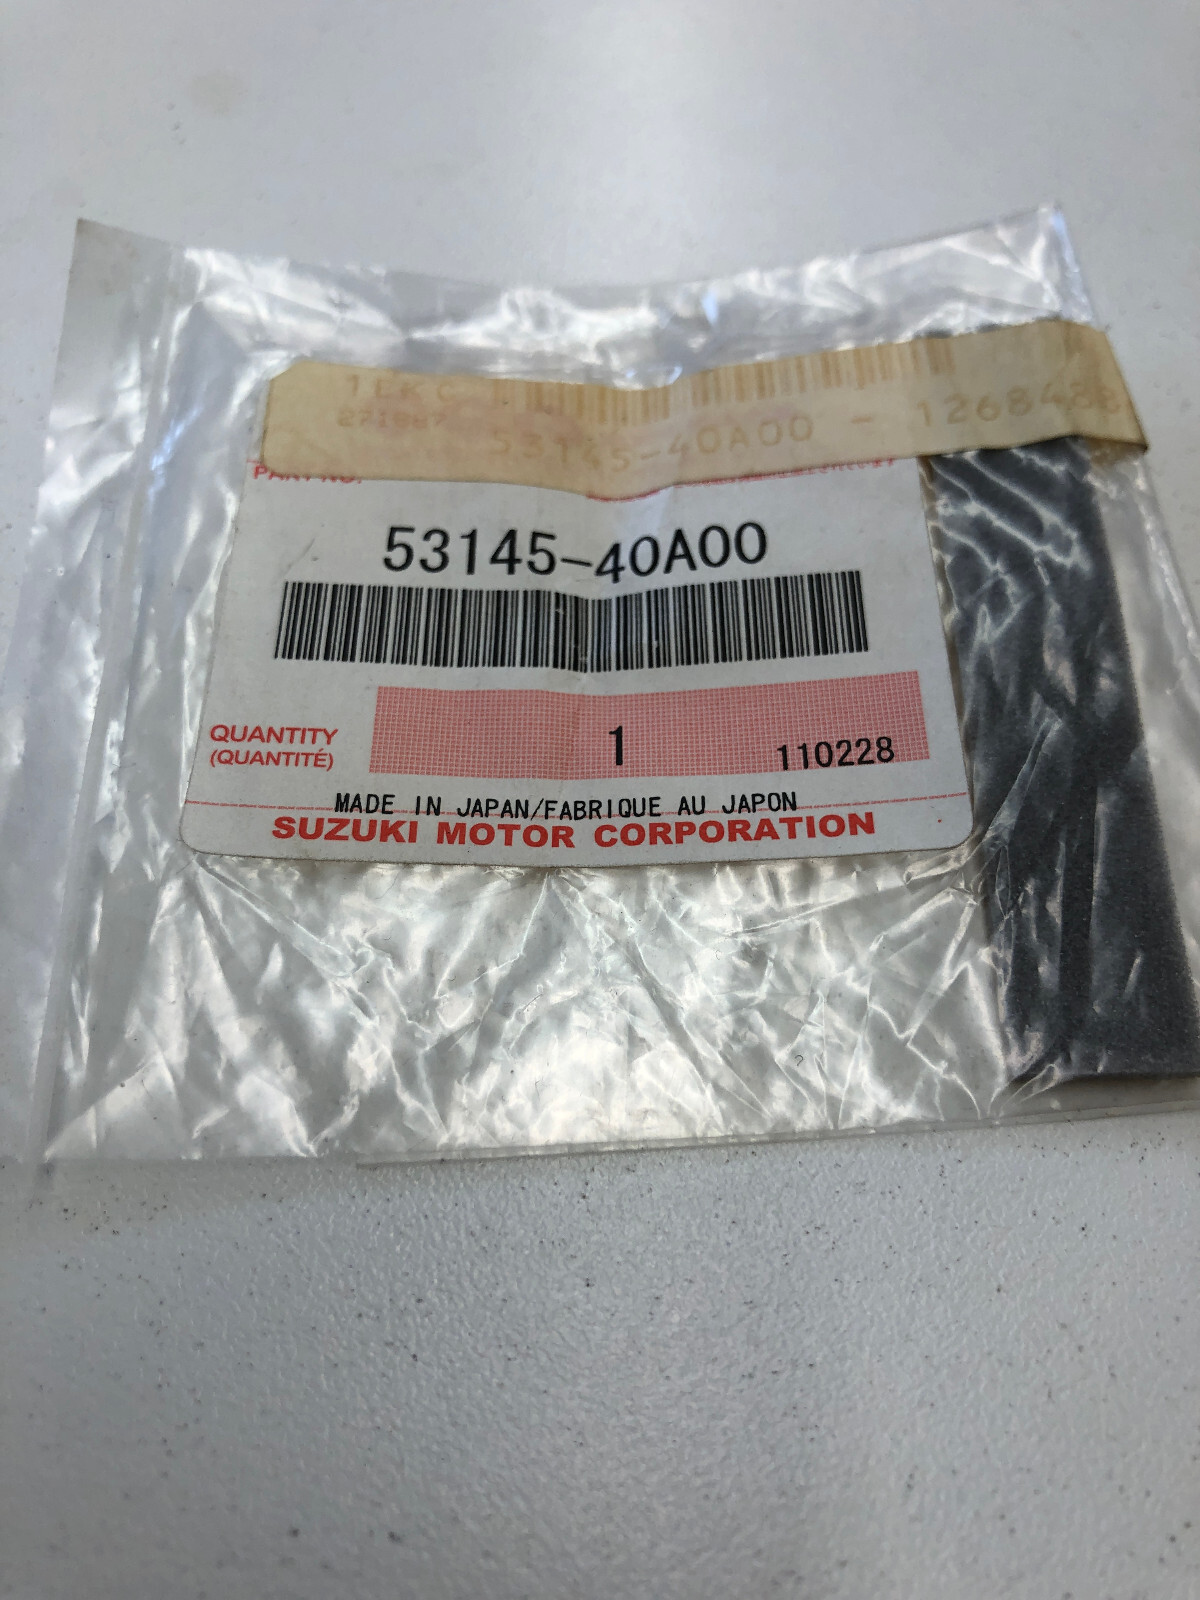 53145-40A00 - 1268488
PART NO.
53145-40A00
QUANTITY
(QUANTITÉ)
1
110228
MADE IN JAPAN/FABRIQUE AU JAPON
SUZUKI MOTOR CORPORATION